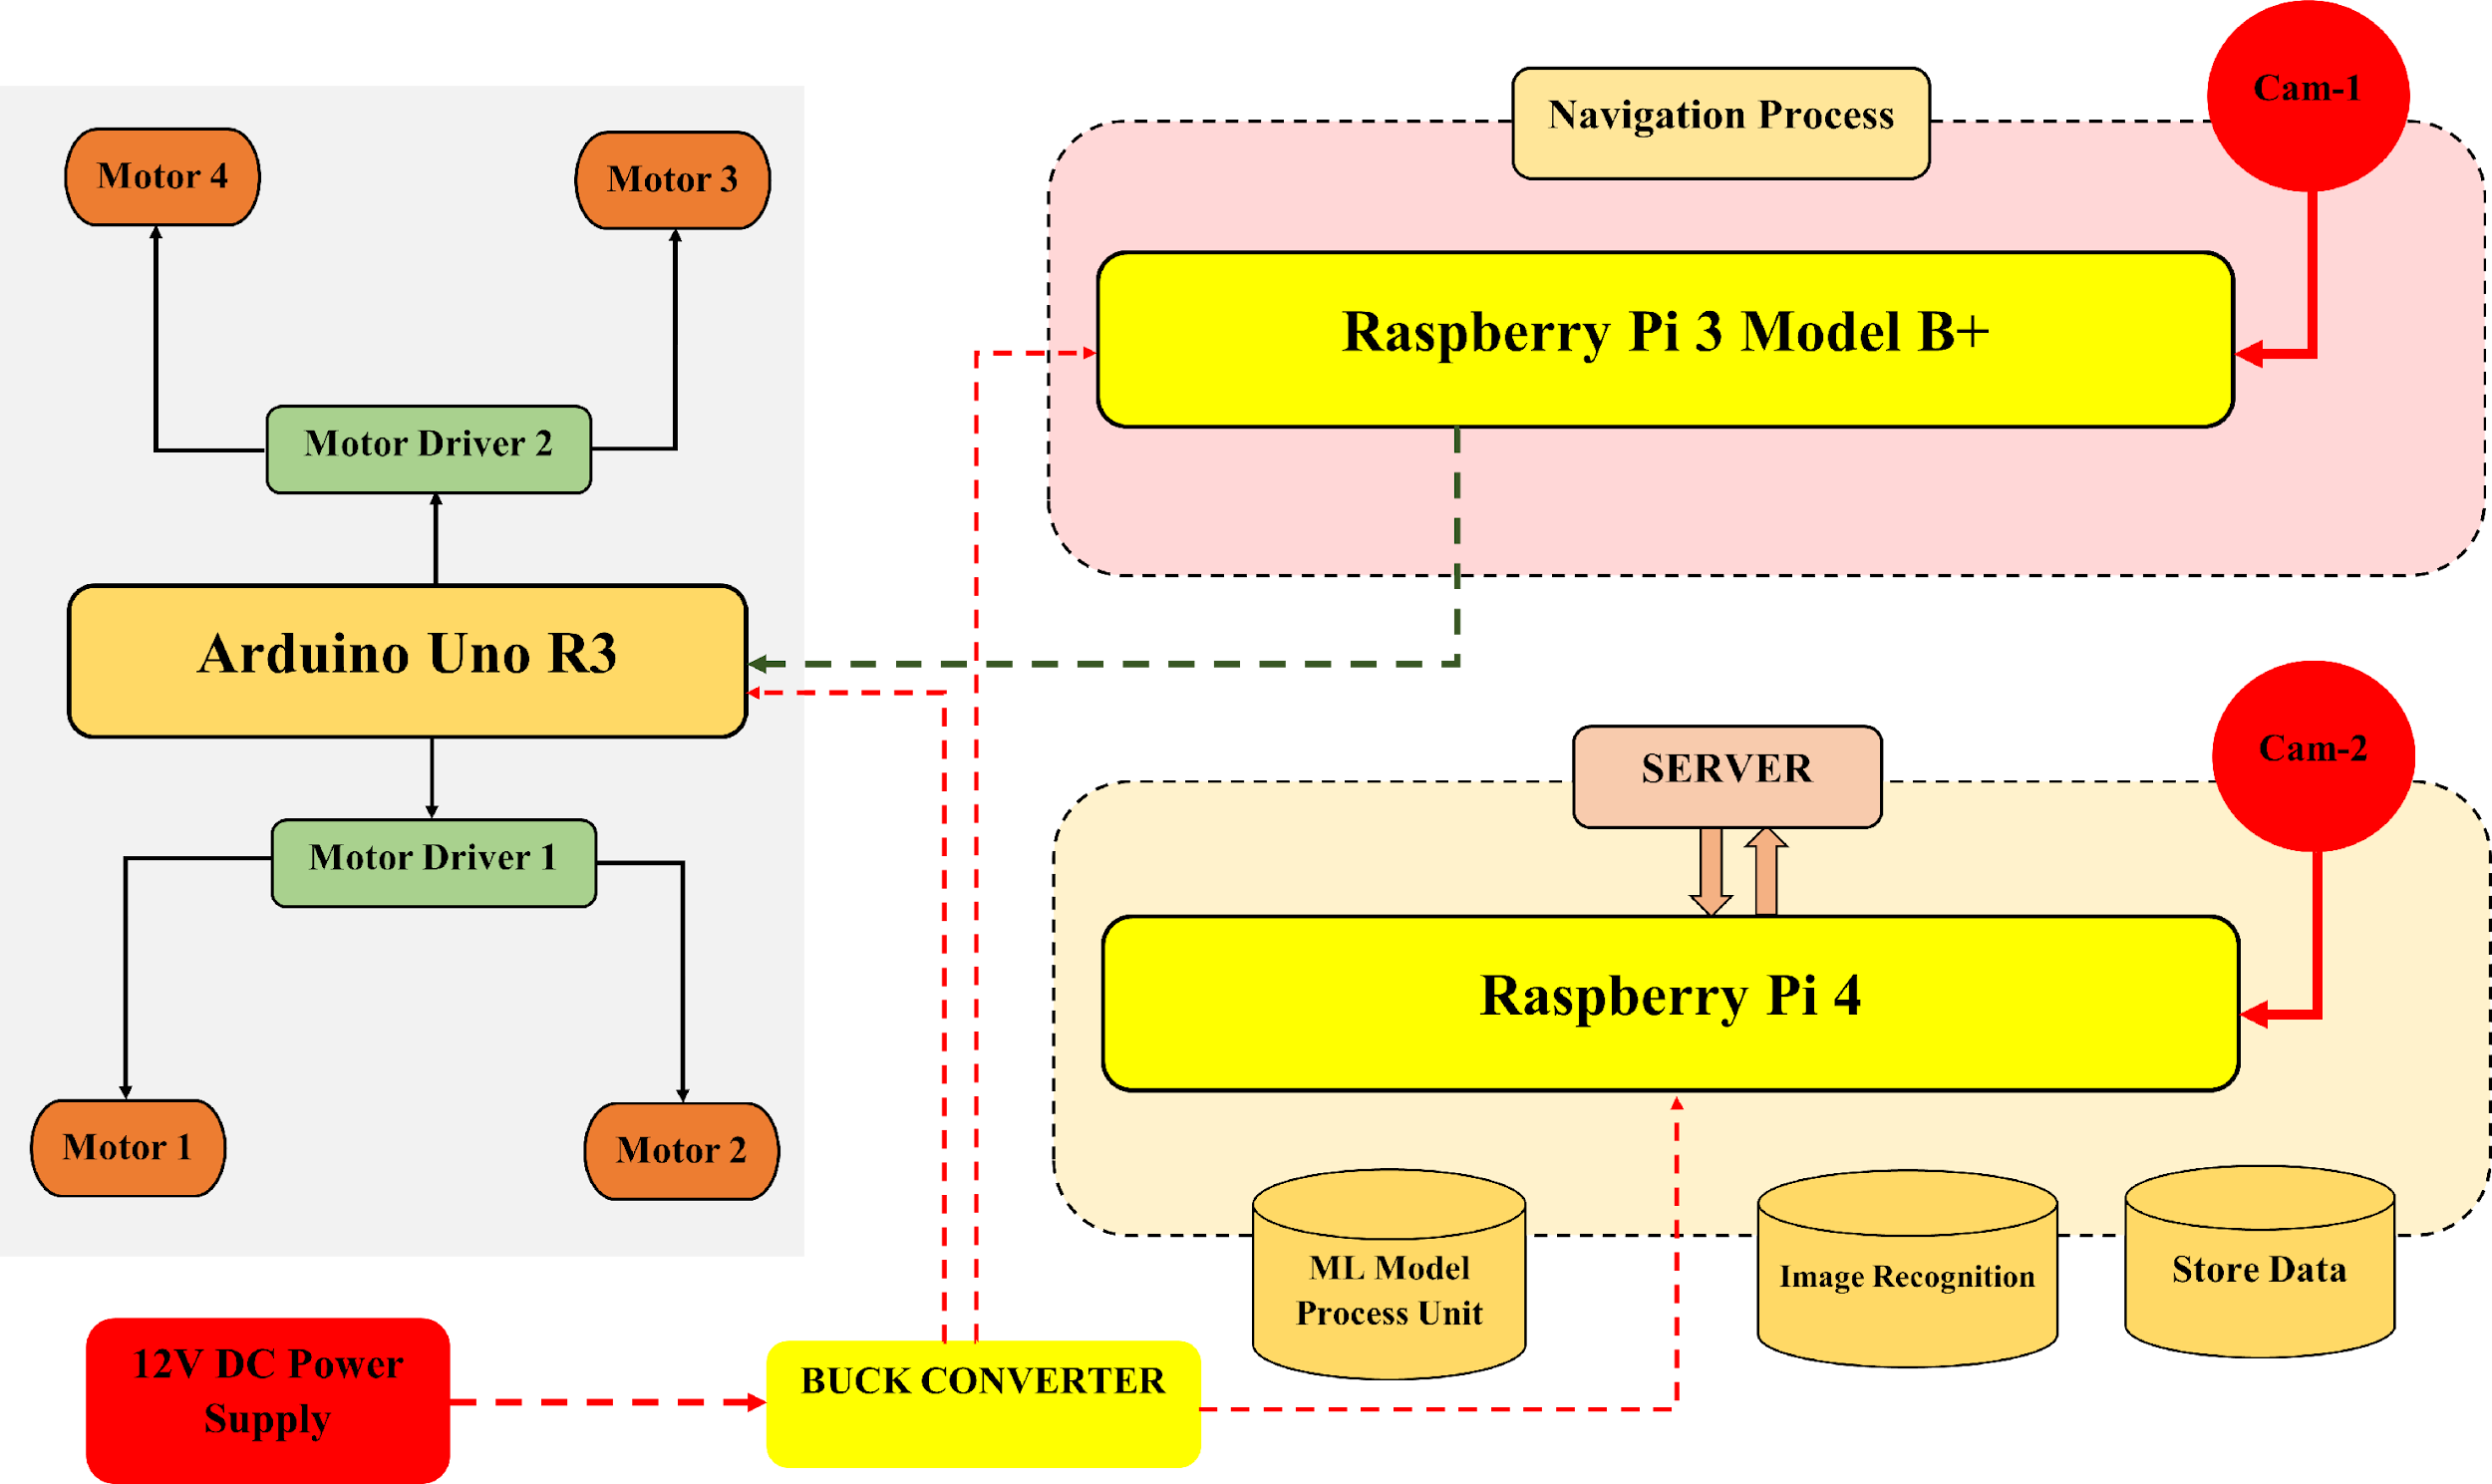 Cam-1
Navigation Process
Motor 4
Motor 3
Raspberry Pi 3 Model B+
Motor Driver 2
Arduino Uno R3
Cam-2
SERVER
Motor Driver 1
Raspberry Pi 4
Motor 1
Motor 2
ML Model
Process Unit
Image Recognition
Store Data
12V DC Power
Supply
BUCK CONVERTER